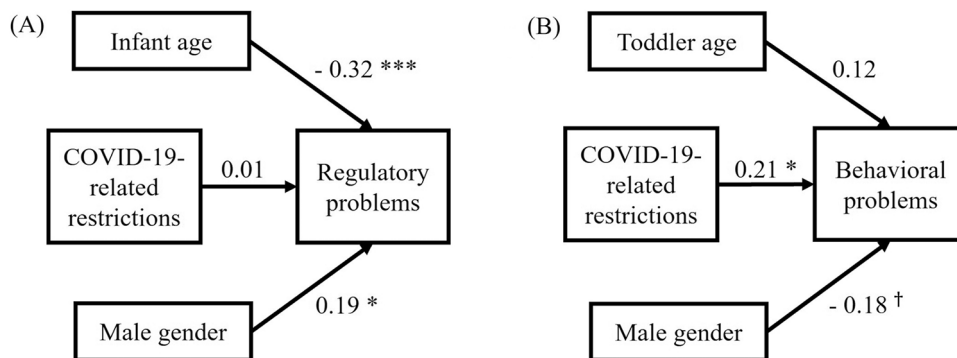 (A)
Infant age
- 0.32 ***
COVID-19-
related
restrictions
0.01
Regulatory
problems
Male gender
0.19 *
(B)
Toddler age
0.12
COVID-19-
related
restrictions
0.21 *
Behavioral
problems
Male gender
- 0.18 †